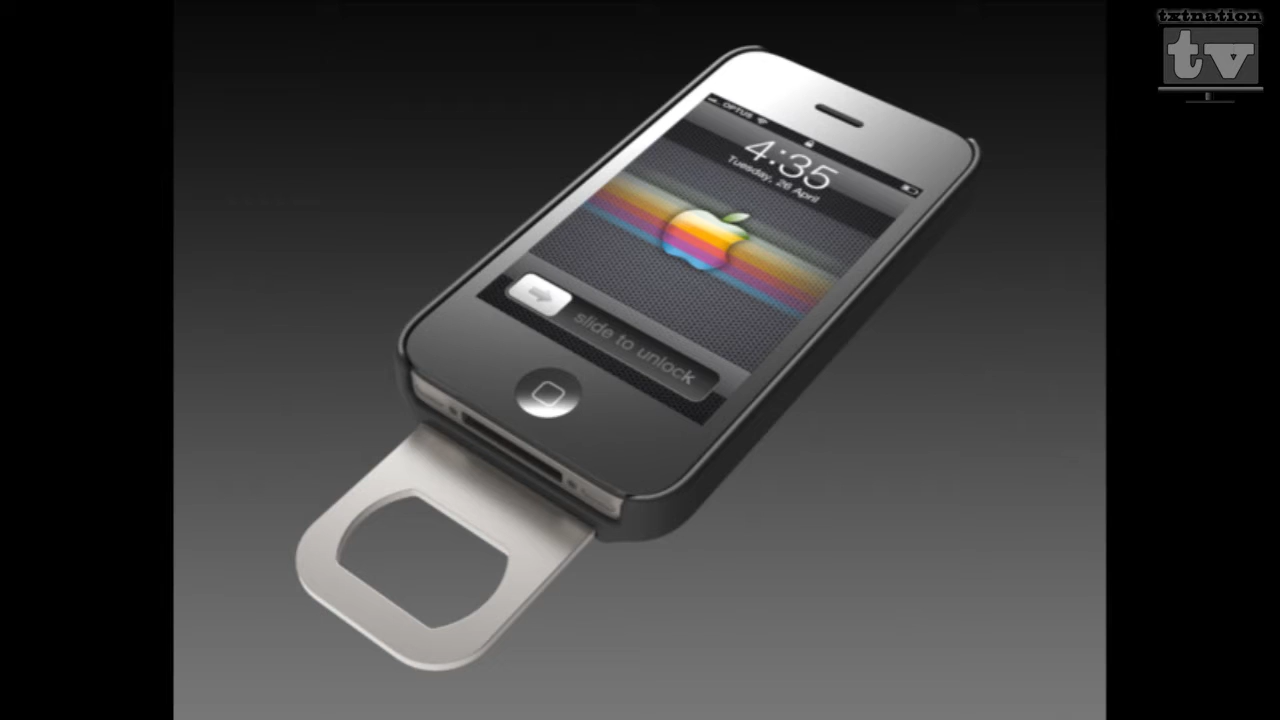 txtnation
tv
OPTUS
4:35
Tuesday, 26 April
slide to unlock